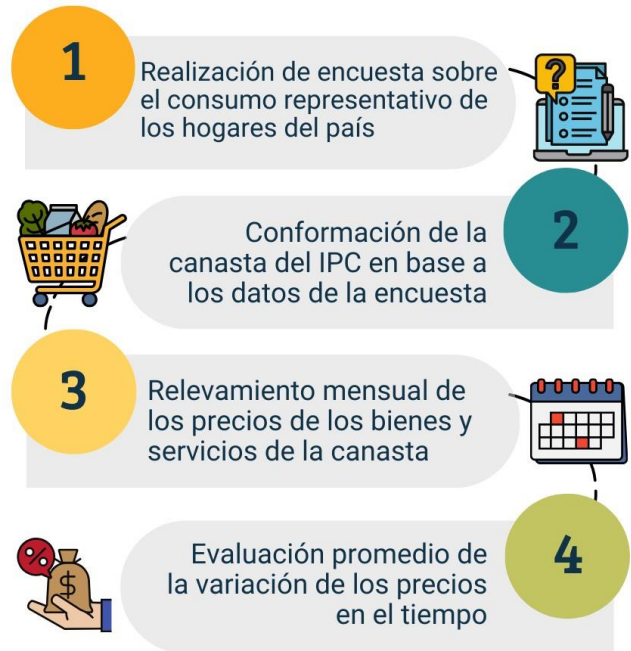 1
Realización de encuesta sobre
el consumo representativo de
los hogares del país
?
2
Conformación de la
canasta del IPC en base a
los datos de la encuesta
3
Relevamiento mensual de
los precios de los bienes y
servicios de la canasta
4
Evaluación promedio de
la variación de los precios
en el tiempo
%
$